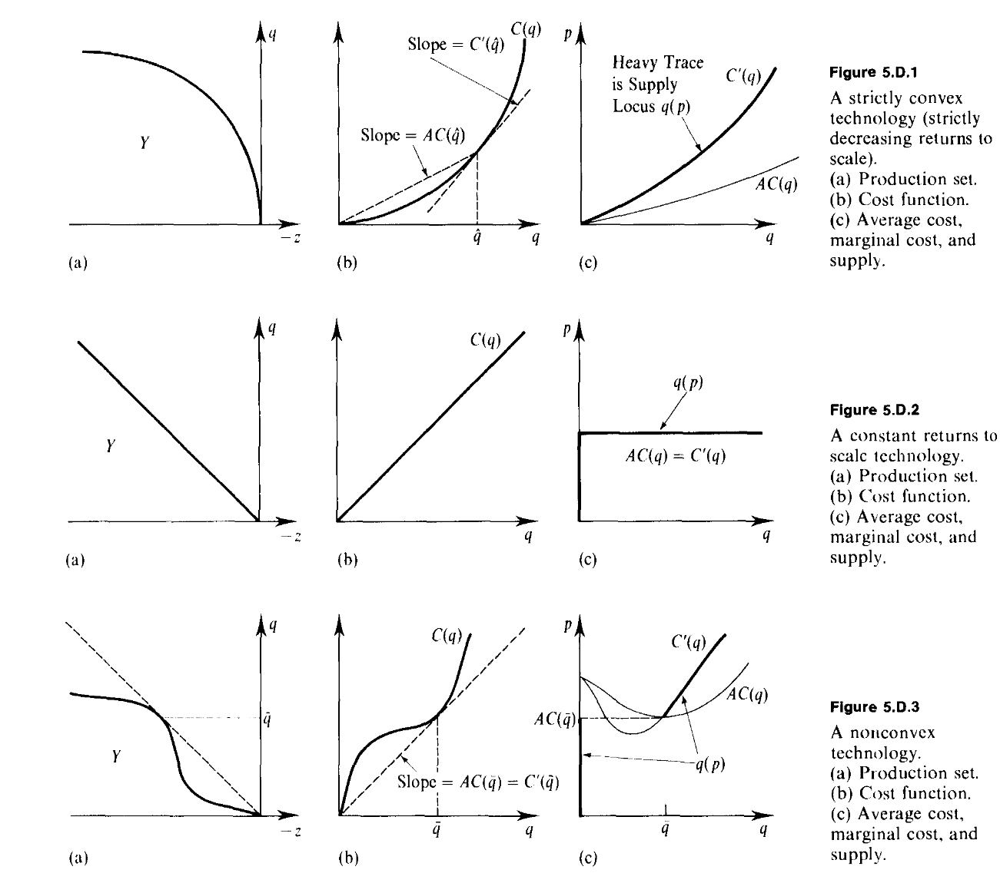 q
Y
−z
(a)
Slope = C′(q̂)
C(q)
Slope = AC(q̂)
q̂
q
(b)
p
Heavy Trace
is Supply
Locus q(p)
C′(q)
AC(q)
q
(c)
Figure 5.D.1
A strictly convex
technology (strictly
decreasing returns to
scale).
(a) Production set.
(b) Cost function.
(c) Average cost,
marginal cost, and
supply.
q
Y
−z
(a)
C(q)
q
(b)
p
q(p)
AC(q) = C′(q)
q
(c)
Figure 5.D.2
A constant returns to
scale technology.
(a) Production set.
(b) Cost function.
(c) Average cost,
marginal cost, and
supply.
q
q̄
Y
−z
(a)
C(q)
Slope = AC(q̄) = C′(q̄)
q̄
q
(b)
p
C′(q)
AC(q)
AC(q̄)
q(p)
q̄
q
(c)
Figure 5.D.3
A nonconvex
technology.
(a) Production set.
(b) Cost function.
(c) Average cost,
marginal cost, and
supply.